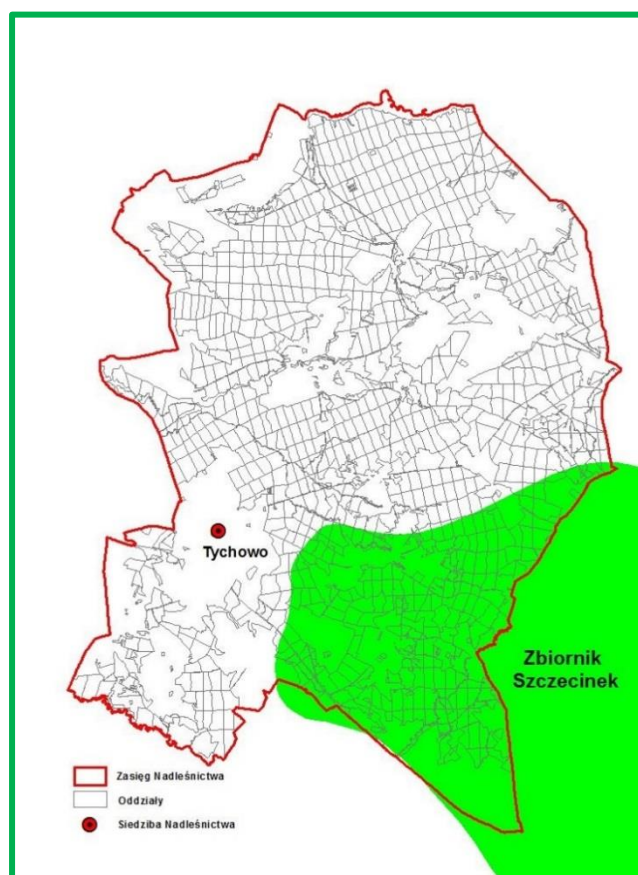 Tychowo
Zbiornik
Szczecinek
Zasięg Nadleśnictwa
Oddziały
Siedziba Nadleśnictwa